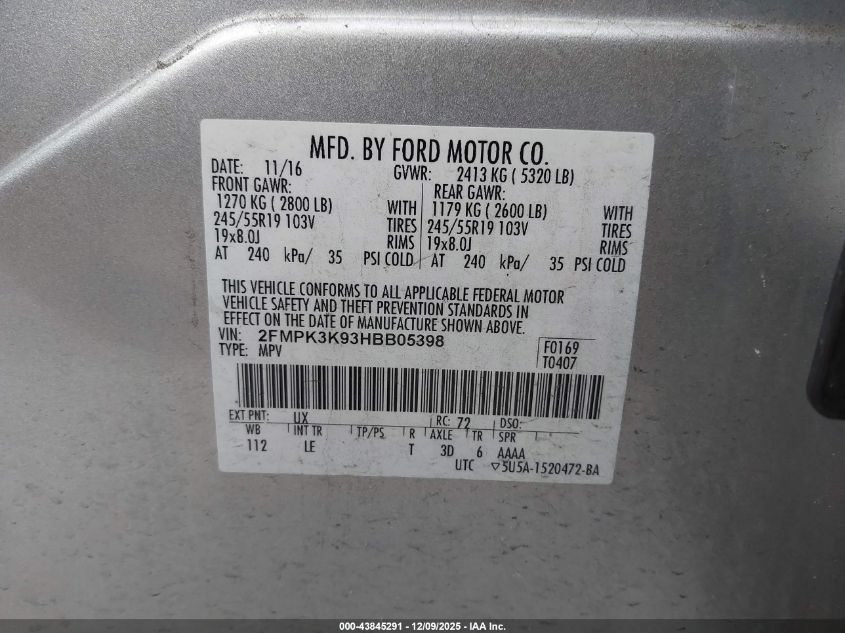 MFD. BY FORD MOTOR CO.
DATE: 11/16 GVWR: 2413 KG ( 5320 LB)
FRONT GAWR: REAR GAWR:
1270 KG ( 2800 LB) WITH 1179 KG ( 2600 LB) WITH
245/55R19 103V TIRES 245/55R19 103V TIRES
19x8.0J RIMS 19x8.0J RIMS
AT 240 kPa/ 35 PSI COLD AT 240 kPa/ 35 PSI COLD
THIS VEHICLE CONFORMS TO ALL APPLICABLE FEDERAL MOTOR
VEHICLE SAFETY AND THEFT PREVENTION STANDARDS IN
EFFECT ON THE DATE OF MANUFACTURE SHOWN ABOVE.
VIN: 2FMPK3K93HBB05398
TYPE: MPV F0169
T0407
EXT PNT: UX RC: 72 DSO:
WB INT TR TP/PS R AXLE TR SPR
112 LE T 3D 6 AAAA
UTC ▽5U5A-1520472-BA
000-43845291 - 12/09/2025 - IAA Inc.